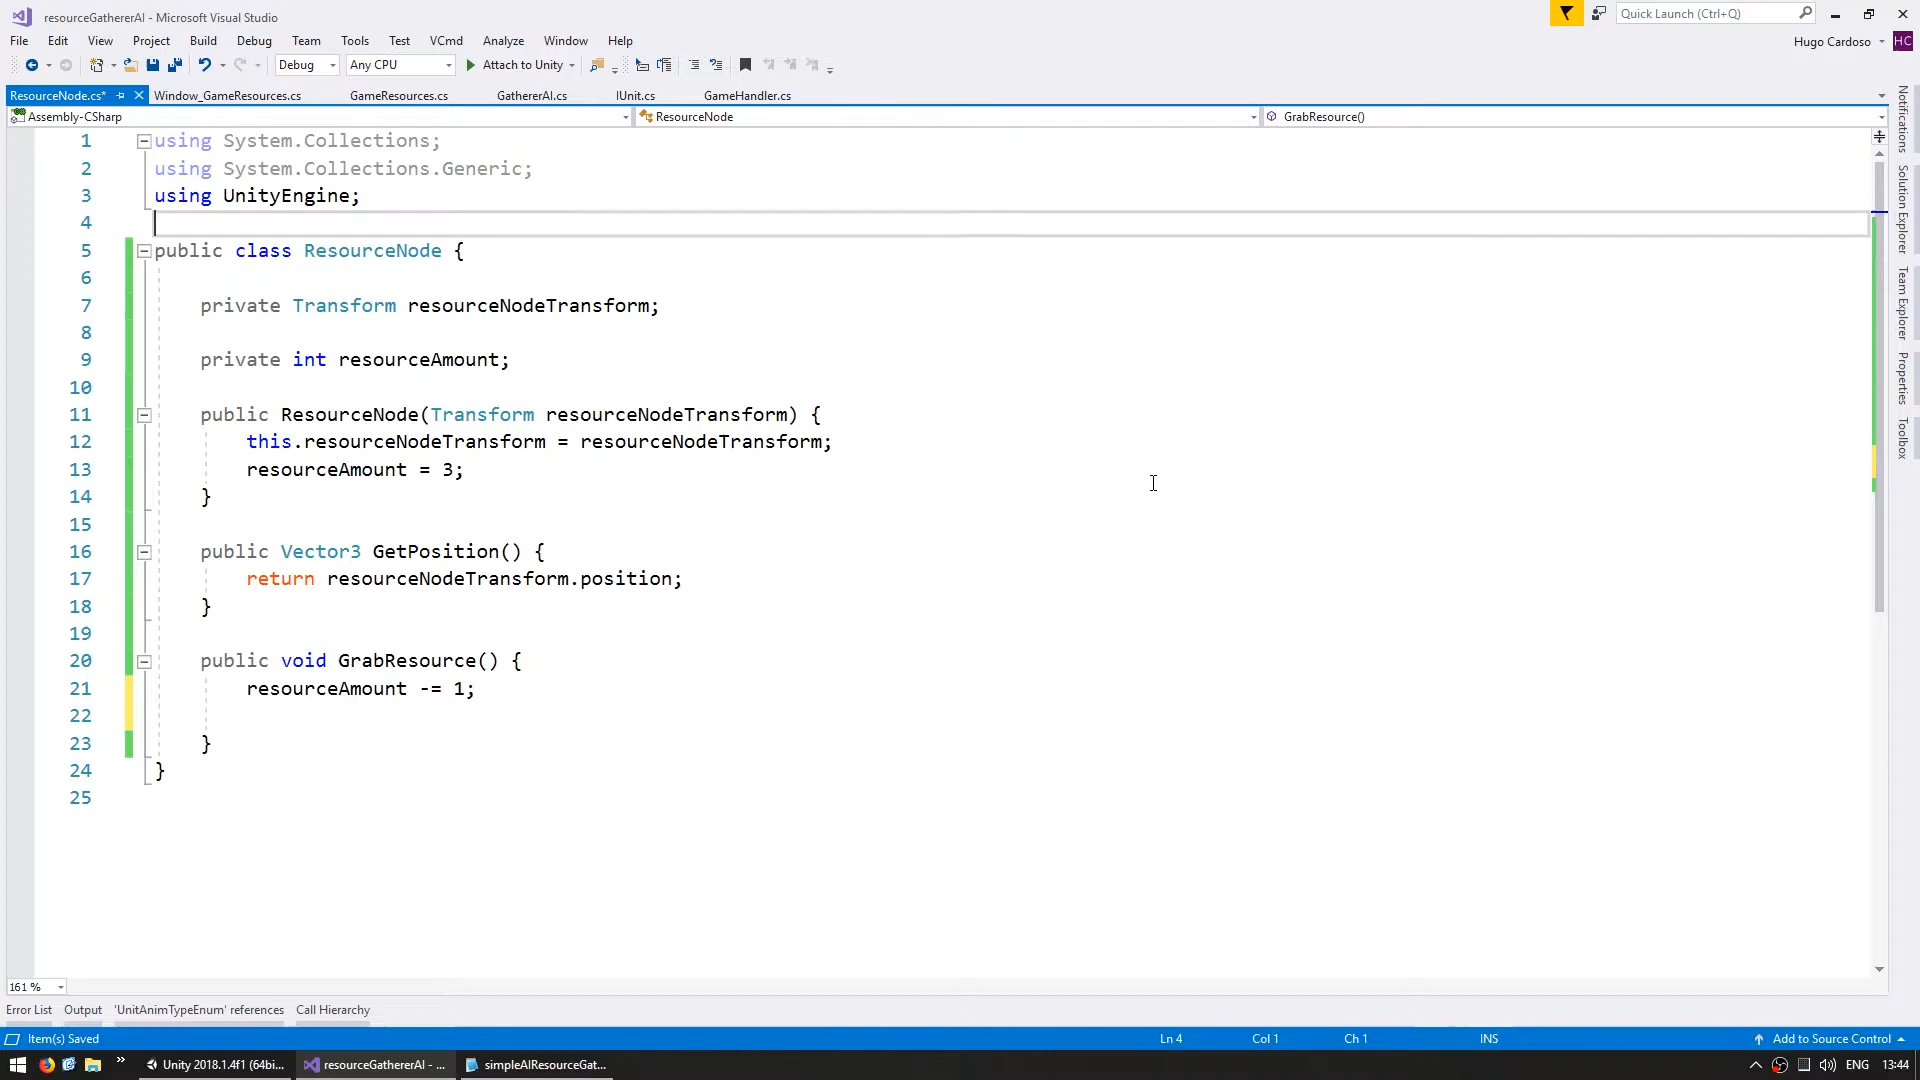 resourceGathererAI - Microsoft Visual Studio
Quick Launch (Ctrl+Q)
File Edit View Project Build Debug Team Tools Test VCmd Analyze Window Help
Hugo Cardoso HC
Debug Any CPU Attach to Unity
ResourceNode.cs* Window_GameResources.cs GameResources.cs GathererAI.cs IUnit.cs GameHandler.cs
Assembly-CSharp ResourceNode GrabResource()
1 using System.Collections;
2 using System.Collections.Generic;
3 using UnityEngine;
4
5 public class ResourceNode {
6
7 private Transform resourceNodeTransform;
8
9 private int resourceAmount;
10
11 public ResourceNode(Transform resourceNodeTransform) {
12 this.resourceNodeTransform = resourceNodeTransform;
13 resourceAmount = 3;
14 }
15
16 public Vector3 GetPosition() {
17 return resourceNodeTransform.position;
18 }
19
20 public void GrabResource() {
21 resourceAmount -= 1;
22
23 }
24 }
25
Notifications
Solution Explorer
Team Explorer
Properties
Toolbox
161 %
Error List Output 'UnitAnimTypeEnum' references Call Hierarchy
Item(s) Saved Ln 4 Col 1 Ch 1 INS Add to Source Control
Unity 2018.1.4f1 (64bi... resourceGathererAI - ... simpleAIResourceGat... ENG 13:44